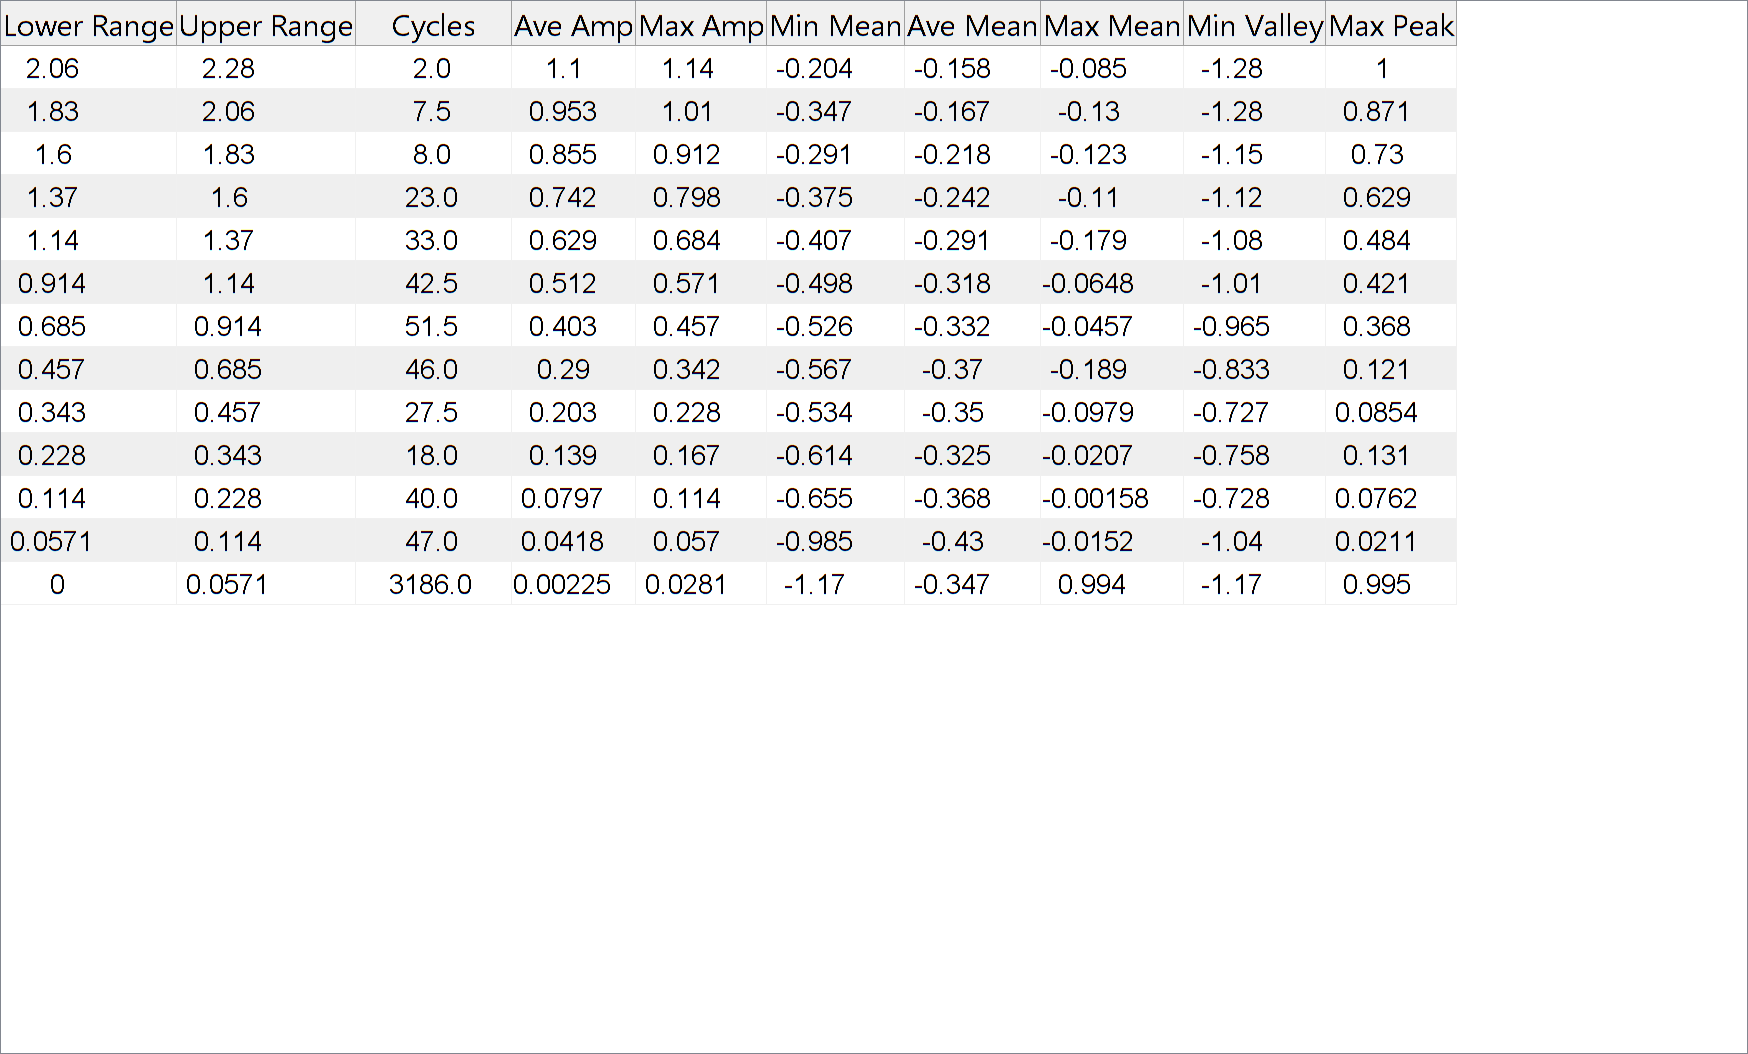 Lower Range Upper Range Cycles Ave Amp Max Amp Min Mean Ave Mean Max Mean Min Valley Max Peak
2.06 2.28 2.0 1.1 1.14 -0.204 -0.158 -0.085 -1.28 1
1.83 2.06 7.5 0.953 1.01 -0.347 -0.167 -0.13 -1.28 0.871
1.6 1.83 8.0 0.855 0.912 -0.291 -0.218 -0.123 -1.15 0.73
1.37 1.6 23.0 0.742 0.798 -0.375 -0.242 -0.11 -1.12 0.629
1.14 1.37 33.0 0.629 0.684 -0.407 -0.291 -0.179 -1.08 0.484
0.914 1.14 42.5 0.512 0.571 -0.498 -0.318 -0.0648 -1.01 0.421
0.685 0.914 51.5 0.403 0.457 -0.526 -0.332 -0.0457 -0.965 0.368
0.457 0.685 46.0 0.29 0.342 -0.567 -0.37 -0.189 -0.833 0.121
0.343 0.457 27.5 0.203 0.228 -0.534 -0.35 -0.0979 -0.727 0.0854
0.228 0.343 18.0 0.139 0.167 -0.614 -0.325 -0.0207 -0.758 0.131
0.114 0.228 40.0 0.0797 0.114 -0.655 -0.368 -0.00158 -0.728 0.0762
0.0571 0.114 47.0 0.0418 0.057 -0.985 -0.43 -0.0152 -1.04 0.0211
0 0.0571 3186.0 0.00225 0.0281 -1.17 -0.347 0.994 -1.17 0.995